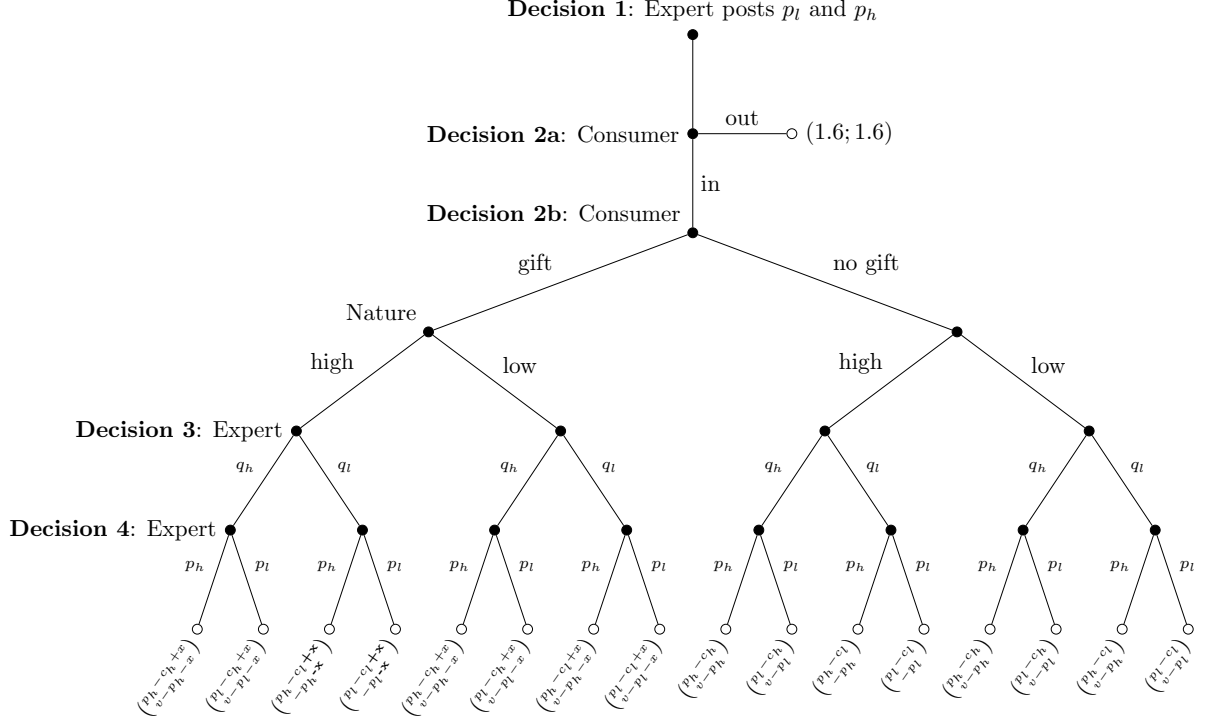 Decision 1: Expert posts p_l and p_h
out
Decision 2a: Consumer
(1.6; 1.6)
in
Decision 2b: Consumer
gift
no gift
Nature
high
low
high
low
Decision 3: Expert
q_h
q_l
q_h
q_l
q_h
q_l
q_h
q_l
Decision 4: Expert
p_h
p_l
p_h
p_l
p_h
p_l
p_h
p_l
p_h
p_l
p_h
p_l
p_h
p_l
p_h
p_l
(p_h−c_h+x
v−p_h−x)
(p_l−c_h+x
v−p_l−x)
(p_h−c_l+x
−p_h-x)
(p_l−c_l+x
−p_l-x)
(p_h−c_h+x
v−p_h−x)
(p_l−c_h+x
v−p_l−x)
(p_h−c_l+x
v−p_h−x)
(p_l−c_l+x
v−p_l−x)
(p_h−c_h
v−p_h)
(p_l−c_h
v−p_l)
(p_h−c_l
−p_h)
(p_l−c_l
−p_l)
(p_h−c_h
v−p_h)
(p_l−c_h
v−p_l)
(p_h−c_l
v−p_h)
(p_l−c_l
v−p_l)